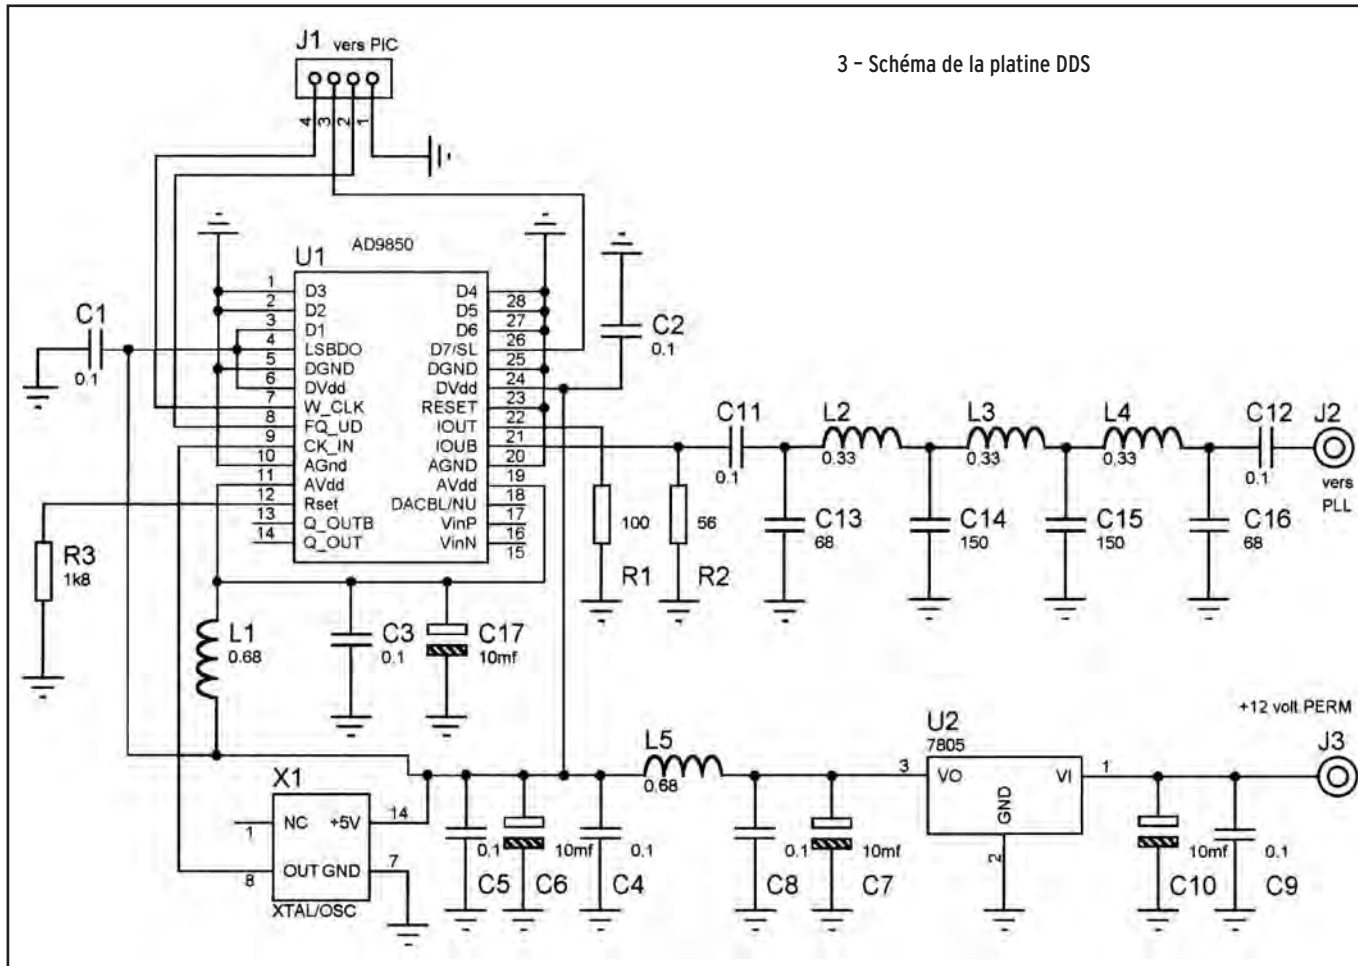 3 – Schéma de la platine DDS
J1 vers PIC
4 3 2 1
AD9850
U1
1 D3 D4 28
2 D2 D5 27
3 D1 D6 26
4 LSBDO D7/SL 25
5 DGND DGND 24
6 DVdd DVdd 23
7 W_CLK RESET 22
8 FQ_UD IOUT 21
9 CK_IN IOUB 20
10 AGnd AGND 19
11 AVdd AVdd 18
12 Rset DACBL/NU 17
13 Q_OUTB VinP 16
14 Q_OUT VinN 15
C1
0.1
C2
0.1
C11
0.1
L2
0.33
L3
0.33
L4
0.33
C12
0.1
J2
vers
PLL
C13
68
C14
150
C15
150
C16
68
100
R1
56
R2
R3
1k8
L1
0.68
C3
0.1
C17
10mf
+12 volt PERM
J3
U2
7805
3 VO VI 1
GND
2
L5
0.68
X1
1 NC +5V 14
8 OUT GND 7
XTAL/OSC
0.1
C5
10mf
C6
0.1
C4
0.1
C8
10mf
C7
10mf
C10
0.1
C9